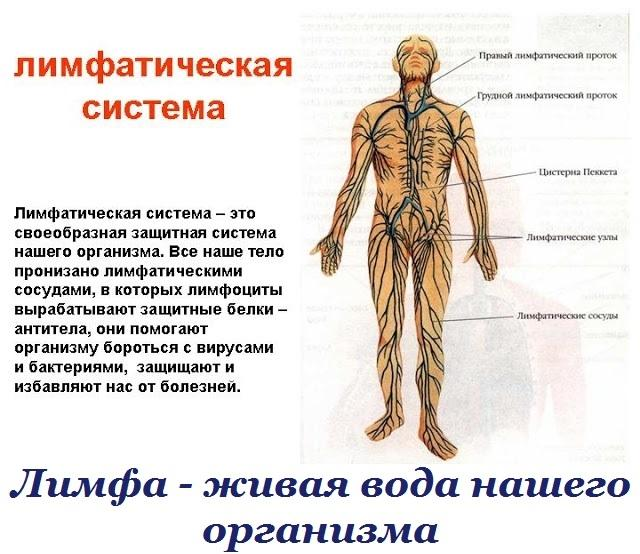 лимфатическая
система
Правый лимфатический проток
Грудной лимфатический проток
Цистерна Пеккета
Лимфатические узлы
Лимфатические сосуды
Лимфатическая система – это
своеобразная защитная система
нашего организма. Все наше тело
пронизано лимфатическими
сосудами, в которых лимфоциты
вырабатывают защитные белки –
антитела, они помогают
организму бороться с вирусами
и бактериями, защищают и
избавляют нас от болезней.
Лимфа - живая вода нашего
организма